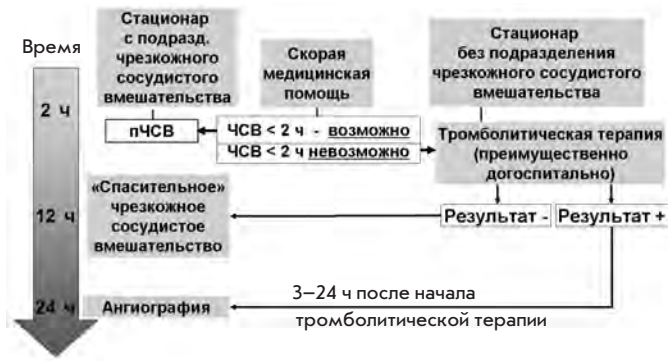 Время
2 ч
12 ч
24 ч
Стационар
с подразд.
чрезкожного
сосудистого
вмешательства
Скорая
медицинская
помощь
Стационар
без подразделения
чрезкожного сосудистого
вмешательства
пЧСВ
ЧСВ < 2 ч - возможно
ЧСВ < 2 ч невозможно
Тромболитическая терапия
(преимущественно
догоспитально)
«Спасительное»
чрезкожное
сосудистое
вмешательство
Результат -
Результат +
Ангиография
3–24 ч после начала
тромболитической терапии